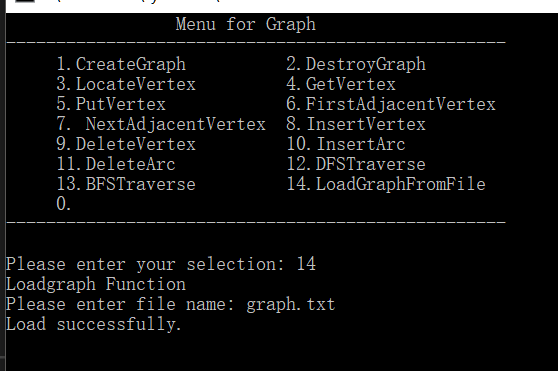 Menu for Graph
--------------------------------------------------
1.CreateGraph 2.DestroyGraph
3.LocateVertex 4.GetVertex
5.PutVertex 6.FirstAdjacentVertex
7. NextAdjacentVertex 8.InsertVertex
9.DeleteVertex 10.InsertArc
11.DeleteArc 12.DFSTraverse
13.BFSTraverse 14.LoadGraphFromFile
0.
--------------------------------------------------
Please enter your selection: 14
Loadgraph Function
Please enter file name: graph.txt
Load successfully.